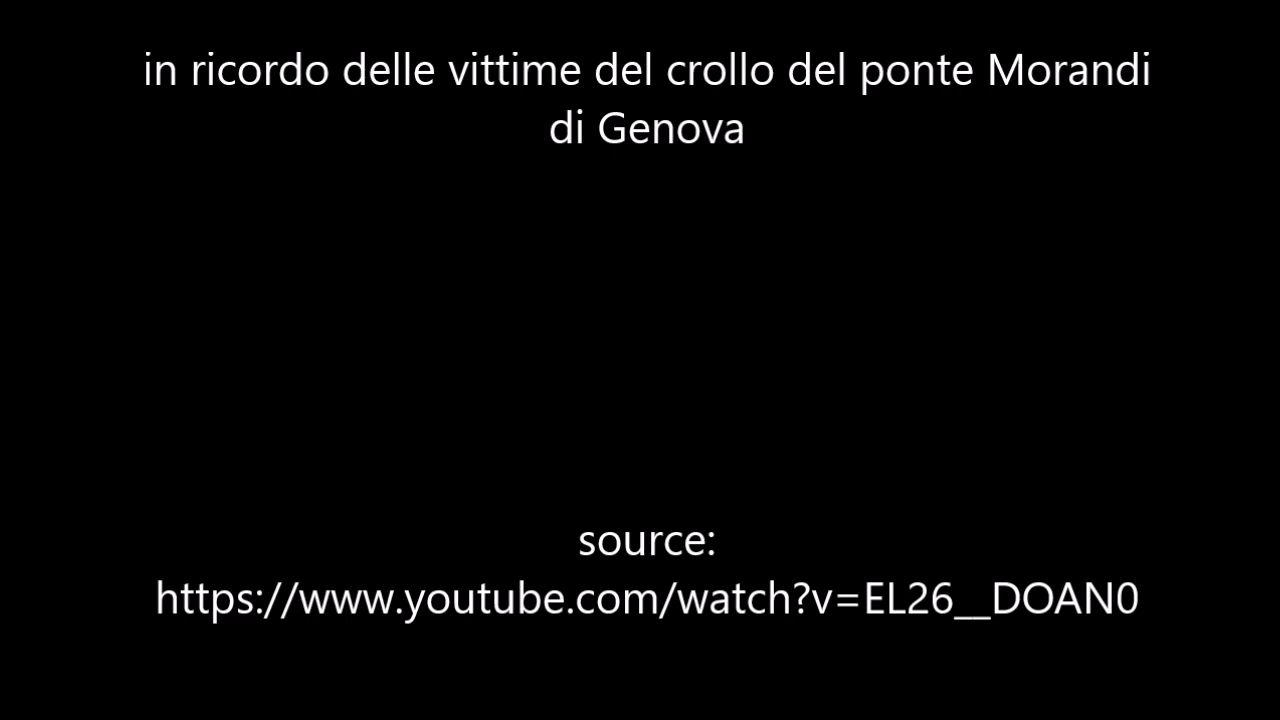 in ricordo delle vittime del crollo del ponte Morandi
di Genova
source:
https://www.youtube.com/watch?v=EL26__DOAN0